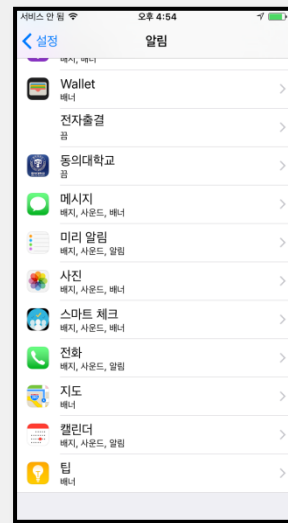 서비스 안 됨
오후 4:54
설정
알림
배지, 배너
Wallet
배너
전자출결
끔
동의대학교
끔
메시지
배지, 사운드, 배너
미리 알림
배지, 사운드, 알림
사진
배지, 사운드, 배너
스마트 체크
배지, 사운드, 배너
전화
배지, 사운드, 알림
지도
배너
캘린더
배지, 사운드, 알림
팁
배너